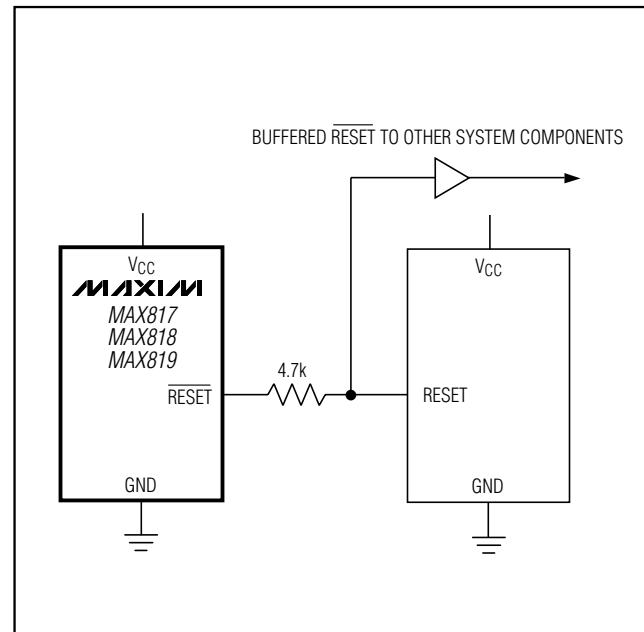 BUFFERED RESET TO OTHER SYSTEM COMPONENTS
VCC
MAXIM
MAX817
MAX818
MAX819
RESET
GND
4.7k
VCC
RESET
GND